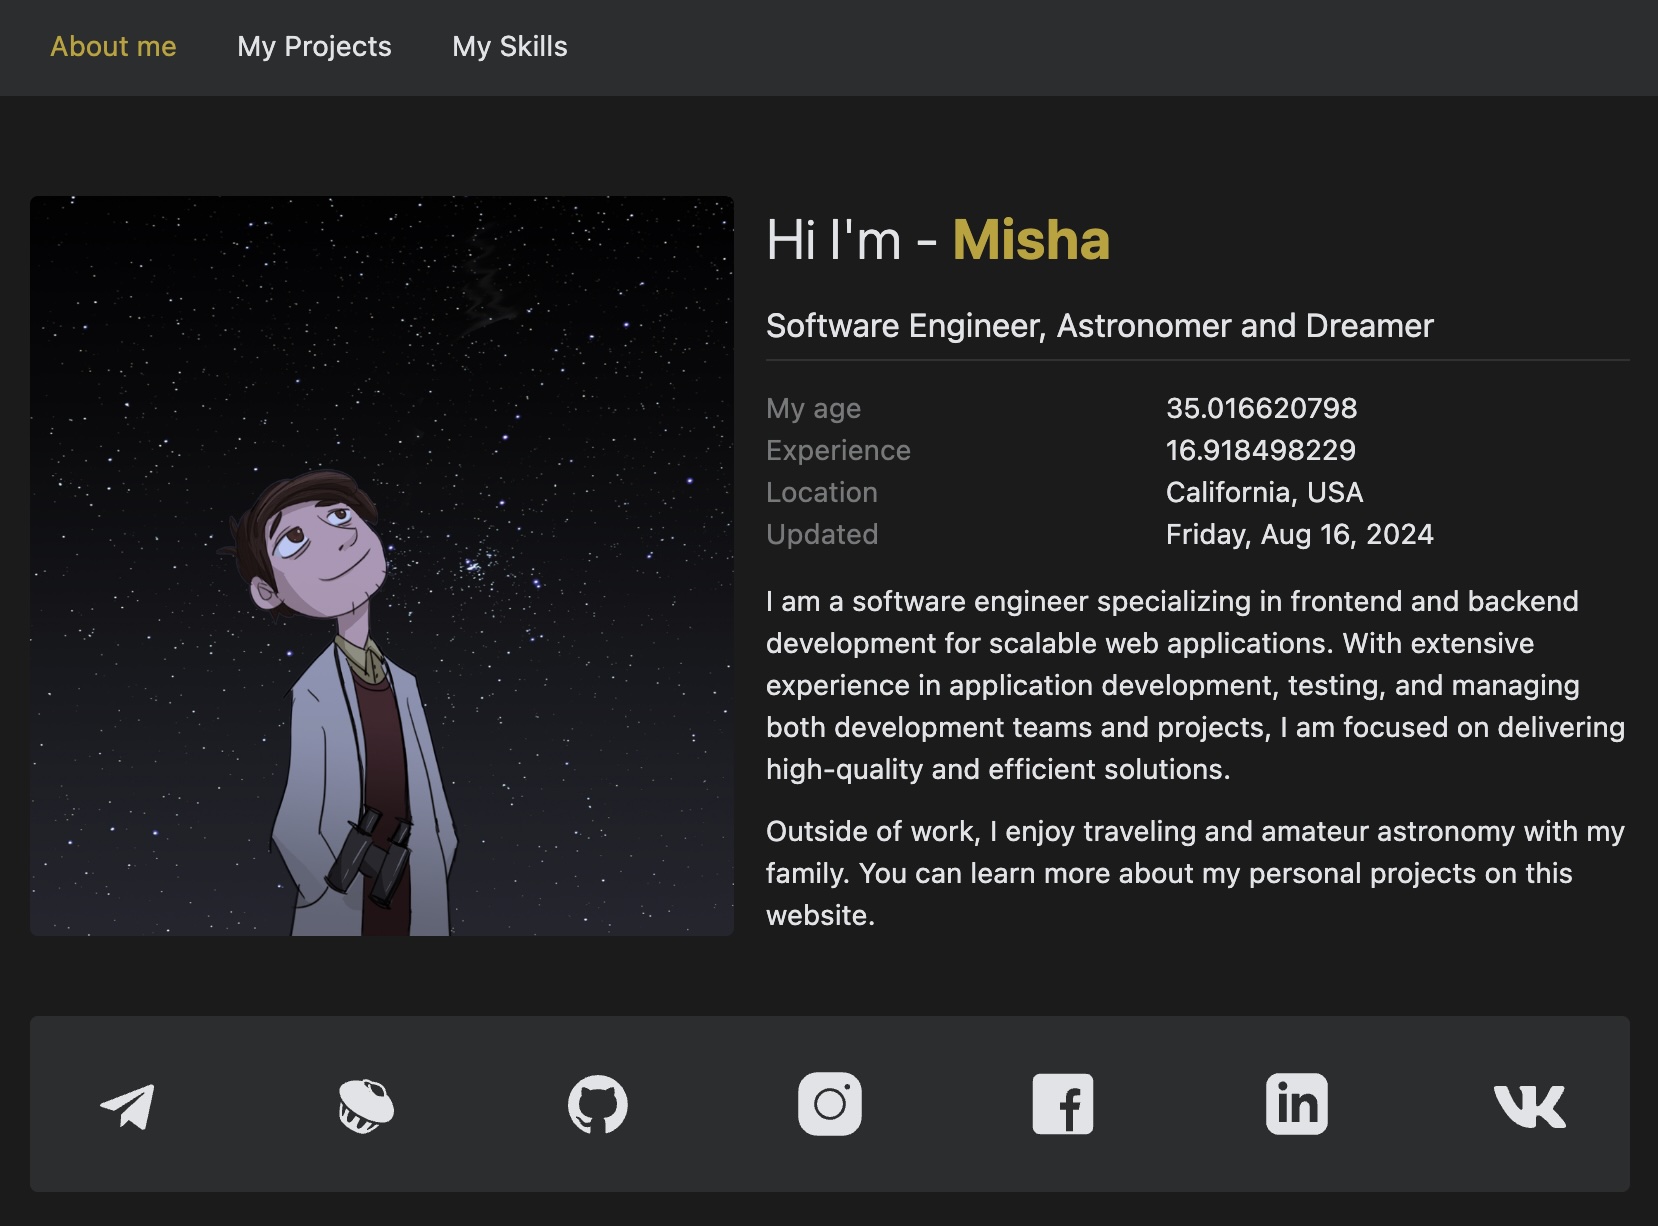 About me
My Projects
My Skills
Hi I'm - Misha
Software Engineer, Astronomer and Dreamer
My age 35.016620798
Experience 16.918498229
Location California, USA
Updated Friday, Aug 16, 2024
I am a software engineer specializing in frontend and backend
development for scalable web applications. With extensive
experience in application development, testing, and managing
both development teams and projects, I am focused on delivering
high-quality and efficient solutions.
Outside of work, I enjoy traveling and amateur astronomy with my
family. You can learn more about my personal projects on this
website.